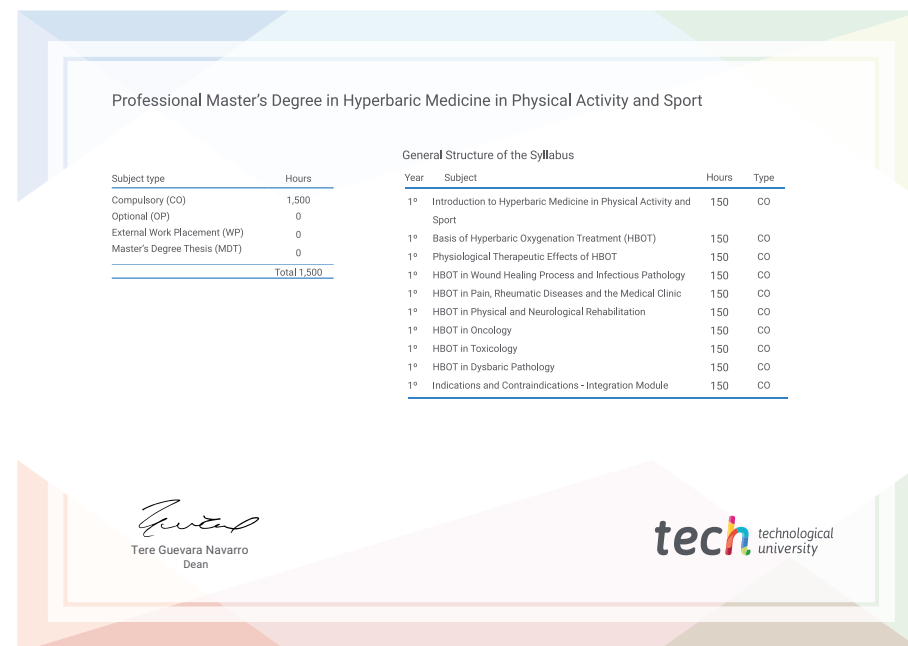 Professional Master's Degree in Hyperbaric Medicine in Physical Activity and Sport
Subject type Hours
Compulsory (CO) 1,500
Optional (OP) 0
External Work Placement (WP) 0
Master's Degree Thesis (MDT) 0
Total 1,500
General Structure of the Syllabus
Year Subject Hours Type
1º Introduction to Hyperbaric Medicine in Physical Activity and 150 CO
Sport
1º Basis of Hyperbaric Oxygenation Treatment (HBOT) 150 CO
1º Physiological Therapeutic Effects of HBOT 150 CO
1º HBOT in Wound Healing Process and Infectious Pathology 150 CO
1º HBOT in Pain, Rheumatic Diseases and the Medical Clinic 150 CO
1º HBOT in Physical and Neurological Rehabilitation 150 CO
1º HBOT in Oncology 150 CO
1º HBOT in Toxicology 150 CO
1º HBOT in Dysbaric Pathology 150 CO
1º Indications and Contraindications - Integration Module 150 CO
Tere Guevara Navarro
Dean
tech technological
university